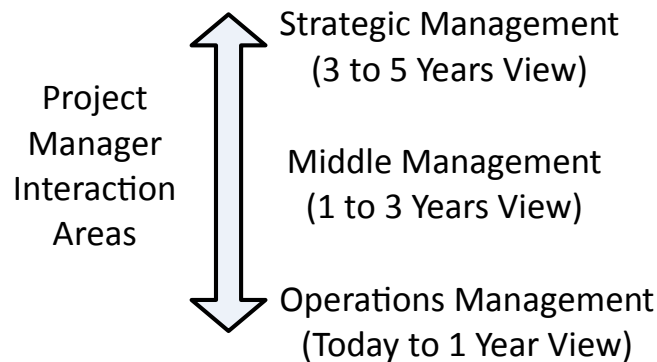 Project
Manager
Interaction
Areas
Strategic Management
(3 to 5 Years View)
Middle Management
(1 to 3 Years View)
Operations Management
(Today to 1 Year View)